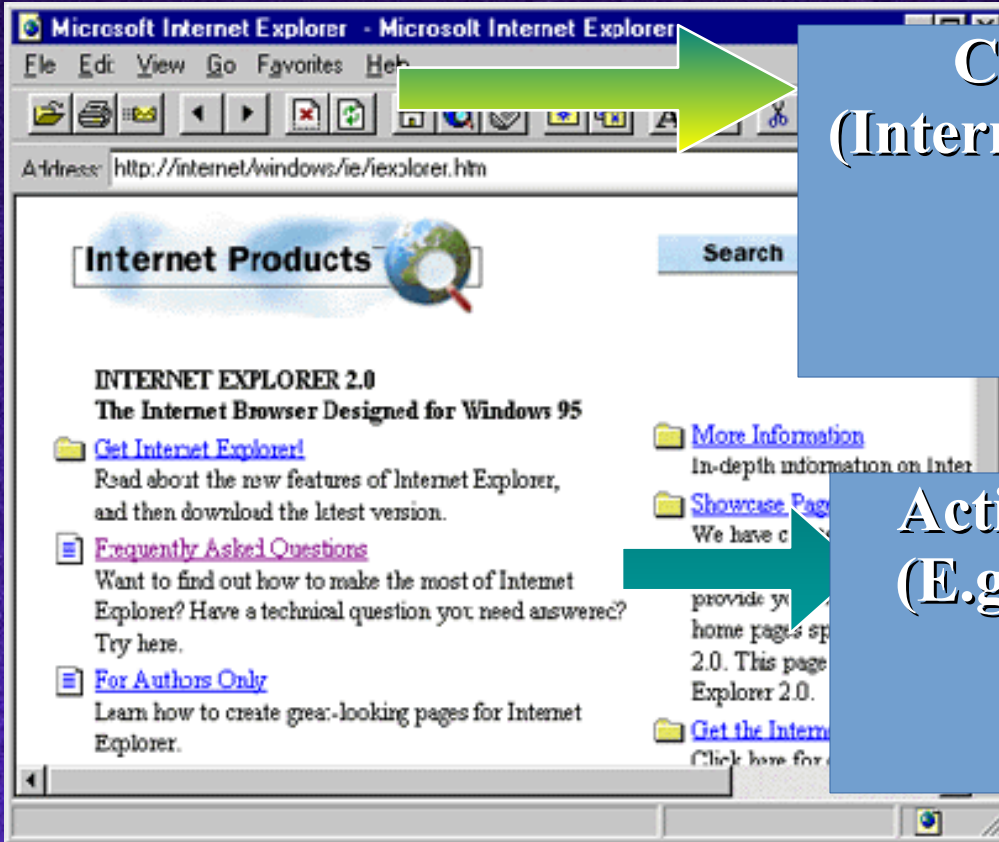 Microsoft Internet Explorer - Microsoft Internet Explorer
File Edit View Go Favorites Help
Address: http://internet/windows/ie/iexplorer.htm
C
(Intern
Internet Products
Search
INTERNET EXPLORER 2.0
The Internet Browser Designed for Windows 95
Get Internet Explorer!
Read about the new features of Internet Explorer,
and then download the latest version.
Frequently Asked Questions
Want to find out how to make the most of Internet
Explorer? Have a technical question you need answered?
Try here.
For Authors Only
Learn how to create great-looking pages for Internet
Explorer.
More Information
In-depth information on Inter
Showcase Page
We have c
provide yo
home pages sp
2.0. This page
Explorer 2.0.
Get the Interne
Click here for
Acti
(E.g